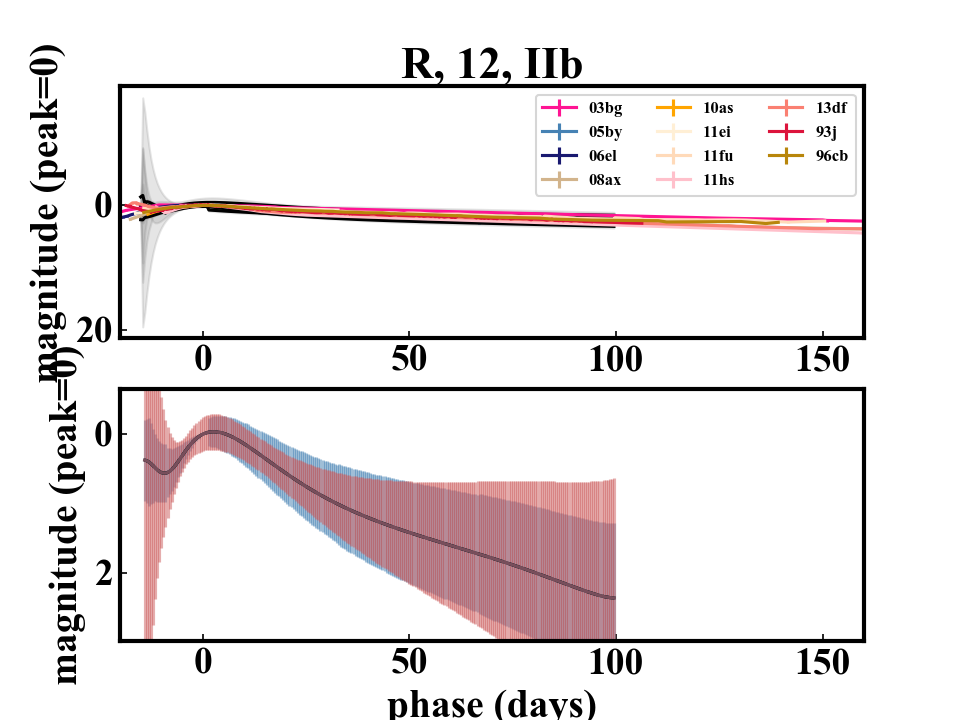 R, 12, IIb
magnitude (peak=0)
03bg 10as 13df
05by 11ei 93j
06el 11fu 96cb
08ax 11hs
0
20
0 50 100 150
magnitude (peak=0)
0
2
0 50 100 150
phase (days)